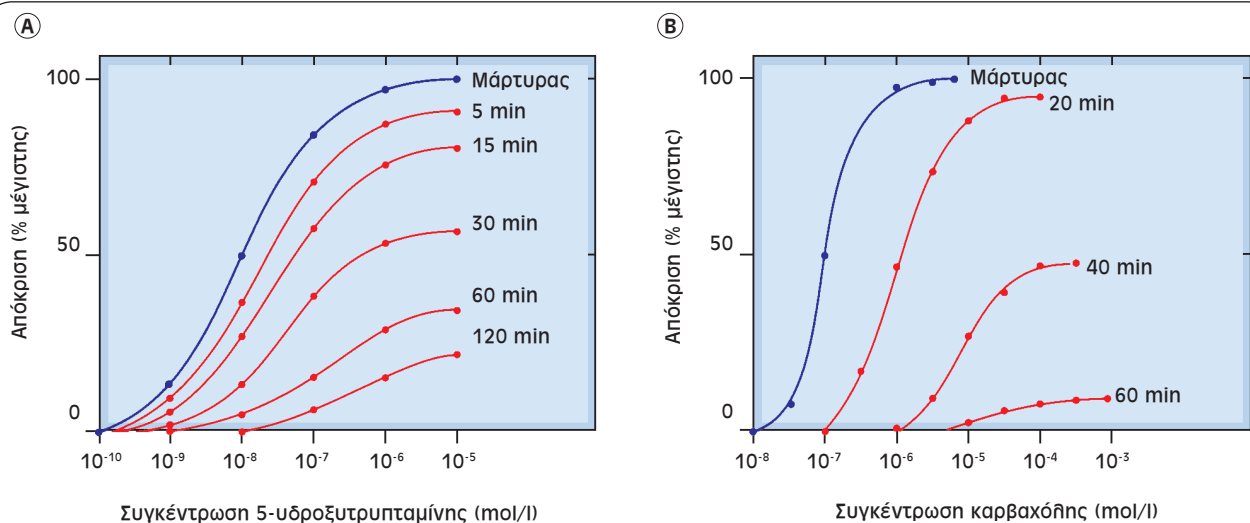 Α
Απόκριση (% μέγιστης)
100
50
0
Μάρτυρας
5 min
15 min
30 min
60 min
120 min
10⁻¹⁰ 10⁻⁹ 10⁻⁸ 10⁻⁷ 10⁻⁶ 10⁻⁵
Συγκέντρωση 5-υδροξυτρυπταμίνης (mol/l)
Β
Απόκριση (% μέγιστης)
100
50
0
Μάρτυρας
20 min
40 min
60 min
10⁻⁸ 10⁻⁷ 10⁻⁶ 10⁻⁵ 10⁻⁴ 10⁻³
Συγκέντρωση καρβαχόλης (mol/l)